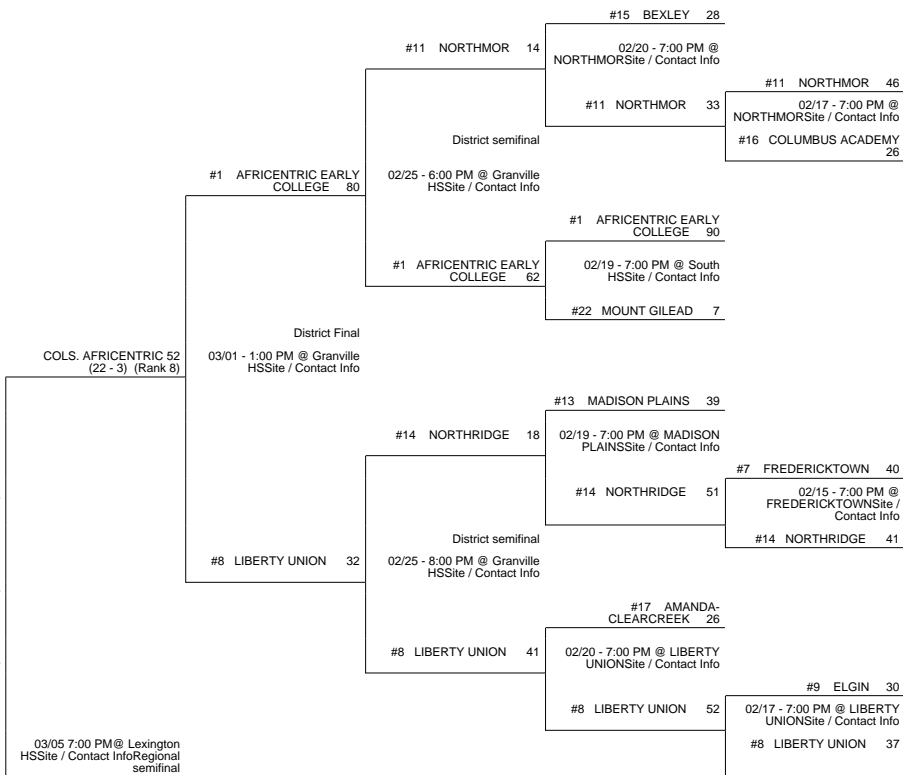 #15 BEXLEY 28
#11 NORTHMOR 14
02/20 - 7:00 PM @
NORTHMORSite / Contact Info
#11 NORTHMOR 46
#11 NORTHMOR 33
02/17 - 7:00 PM @
NORTHMORSite / Contact Info
District semifinal
#16 COLUMBUS ACADEMY
26
#1 AFRICENTRIC EARLY
COLLEGE 80
02/25 - 6:00 PM @ Granville
HSSite / Contact Info
#1 AFRICENTRIC EARLY
COLLEGE 90
#1 AFRICENTRIC EARLY
COLLEGE 62
02/19 - 7:00 PM @ South
HSSite / Contact Info
#22 MOUNT GILEAD 7
District Final
COLS. AFRICENTRIC 52
(22 - 3) (Rank 8)
03/01 - 1:00 PM @ Granville
HSSite / Contact Info
#13 MADISON PLAINS 39
#14 NORTHRIDGE 18
02/19 - 7:00 PM @ MADISON
PLAINSSite / Contact Info
#7 FREDERICKTOWN 40
#14 NORTHRIDGE 51
02/15 - 7:00 PM @
FREDERICKTOWNSite /
Contact Info
District semifinal
#14 NORTHRIDGE 41
#8 LIBERTY UNION 32
02/25 - 8:00 PM @ Granville
HSSite / Contact Info
#17 AMANDA-
CLEARCREEK 26
#8 LIBERTY UNION 41
02/20 - 7:00 PM @ LIBERTY
UNIONSite / Contact Info
#9 ELGIN 30
#8 LIBERTY UNION 52
02/17 - 7:00 PM @ LIBERTY
UNIONSite / Contact Info
#8 LIBERTY UNION 37
03/05 7:00 PM@ Lexington
HSSite / Contact InfoRegional
semifinal